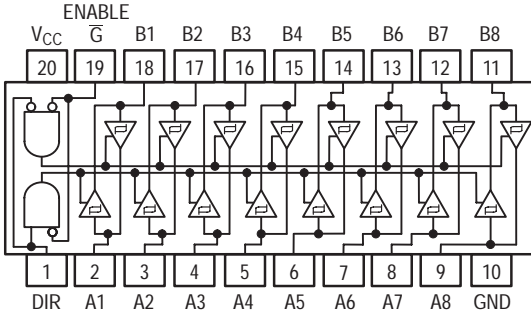 ENABLE
VCC G̅ B1 B2 B3 B4 B5 B6 B7 B8
20 19 18 17 16 15 14 13 12 11
1 2 3 4 5 6 7 8 9 10
DIR A1 A2 A3 A4 A5 A6 A7 A8 GND